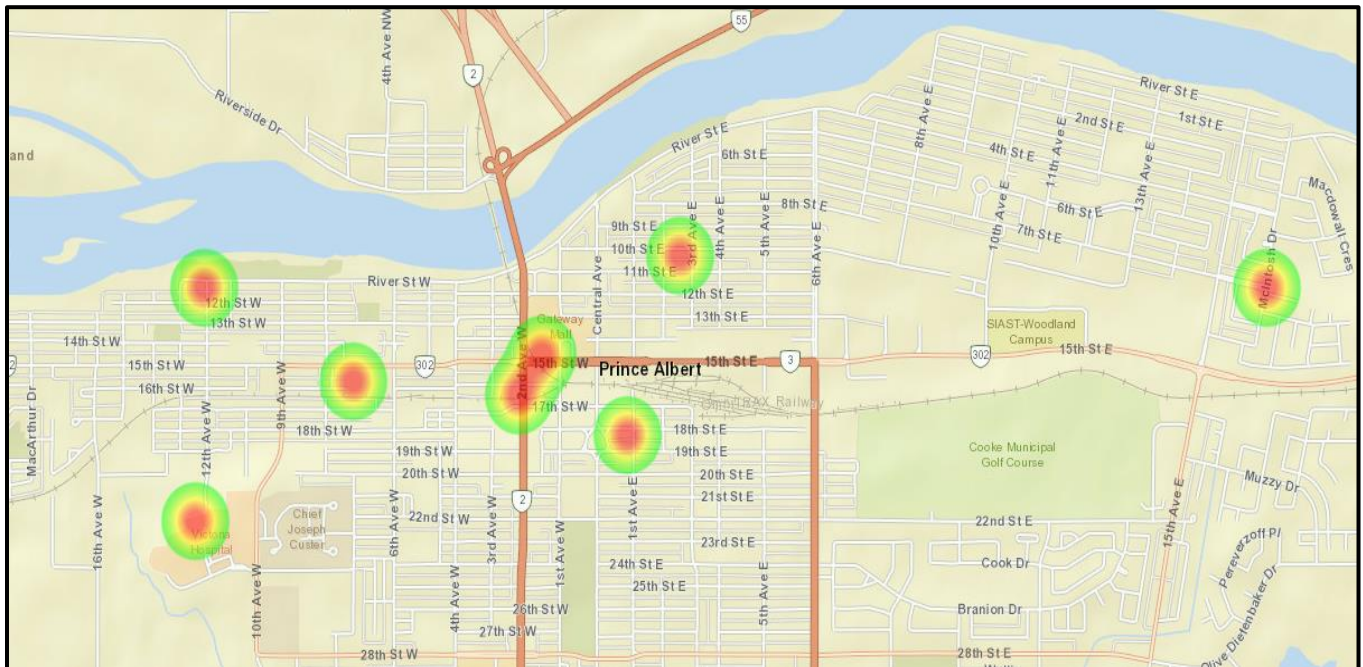 55
2
4th Ave NW
Riverside Dr
and
River St E
1st St E
2nd St E
8th Ave E
4th St E
11th Ave E
13th Ave E
6th St E
Macdowalt Cres
River St E
6th St E
8th St E
10th Ave E
6th St E
7th St E
9th St E
10th St E
11th St E
3rd Ave E
4th Ave E
5th Ave E
6th Ave E
McIntosh Dr
River St W
12th St W
13th St W
Central Ave
12th St E
13th St E
Gateway
Mall
SIAST-Woodland
Campus
14th St W
15th St W
16th St W
302
2nd Ave W
15th St W
Prince Albert
15th St E
3
302
15th St E
MacArthur Dr
9th Ave W
17th St W
Railway
12th Ave W
18th St W
18th St E
19th St W
19th St E
20th St W
20th St E
Cooke Municipal
Golf Course
Muzzy Dr
16th Ave W
Victoria
Hospital
Chief
Joseph
Custer
6th Ave W
22nd St W
3rd Ave W
2
1st Ave W
1st Ave E
21st St E
22nd St E
15th Ave E
23rd St E
Pereverzoff Pl
10th Ave W
4th Ave W
24th St E
25th St E
5th Ave E
Cook Dr
Branion Dr
26th St W
27th St W
28th St W
28th St E
Olive Dietenbaker Dr